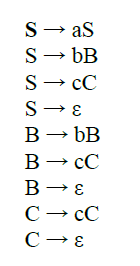 S → aS
S → bB
S → cC
S → ε
B → bB
B → cC
B → ε
C → cC
C → ε